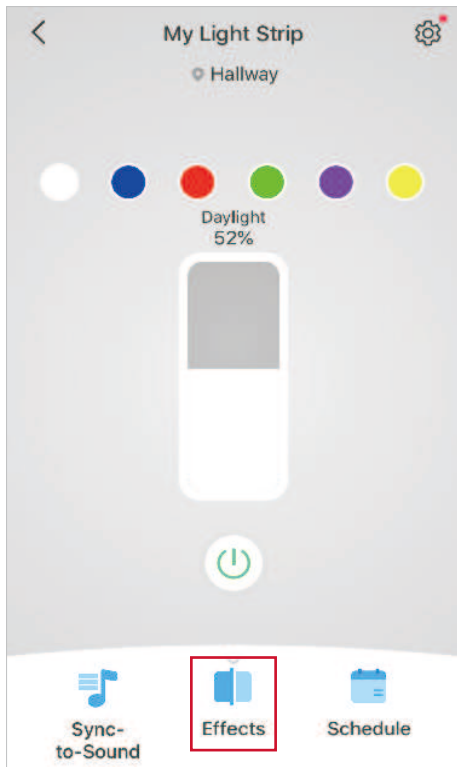 My Light Strip
Hallway
Daylight
52%
Sync-
to-Sound
Effects
Schedule